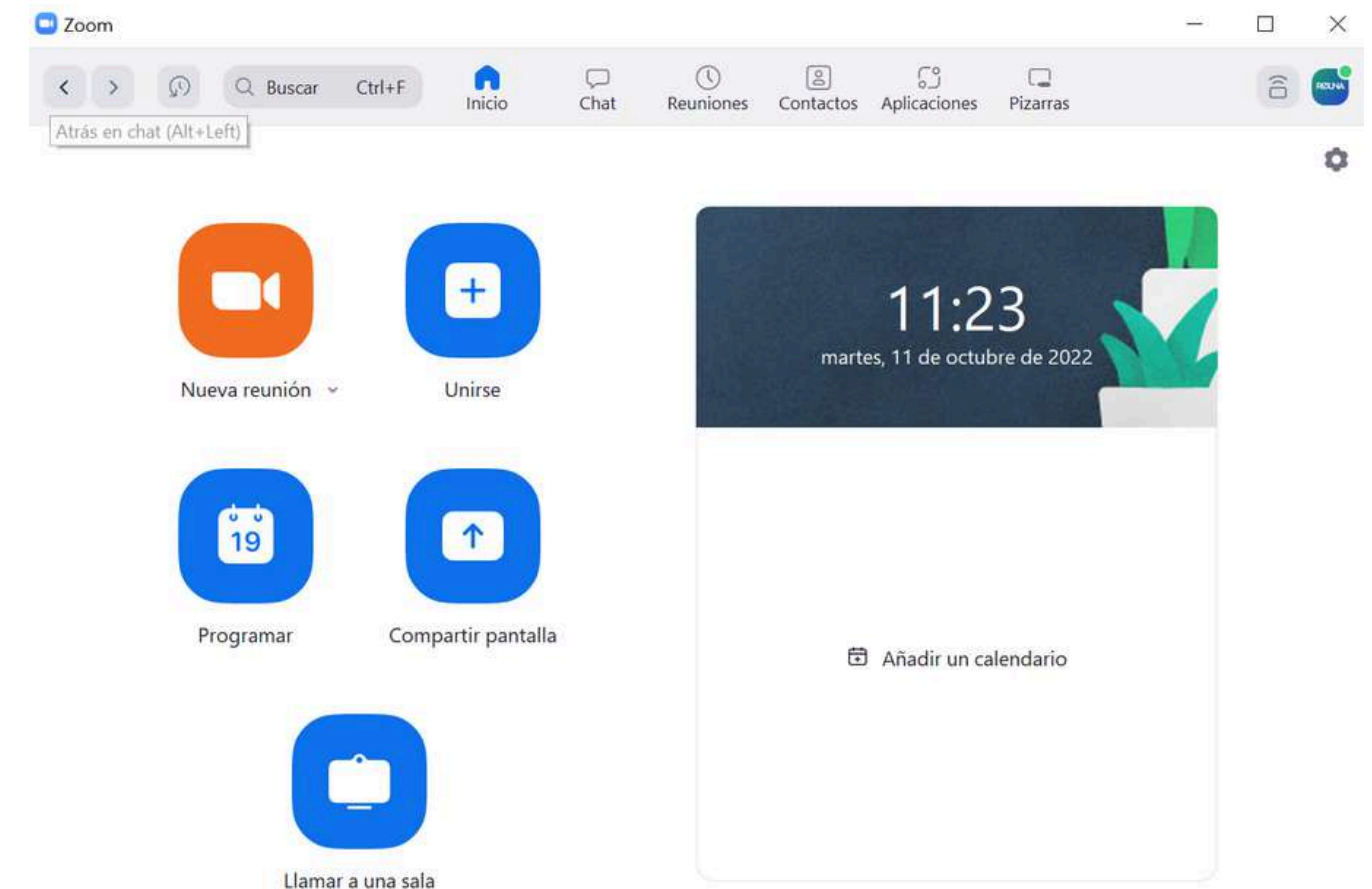 Zoom
Buscar Ctrl+F
Inicio
Chat
Reuniones
Contactos
Aplicaciones
Pizarras
REUNA
Atrás en chat (Alt+Left)
11:23
martes, 11 de octubre de 2022
Nueva reunión
Unirse
19
Programar
Compartir pantalla
Añadir un calendario
Llamar a una sala